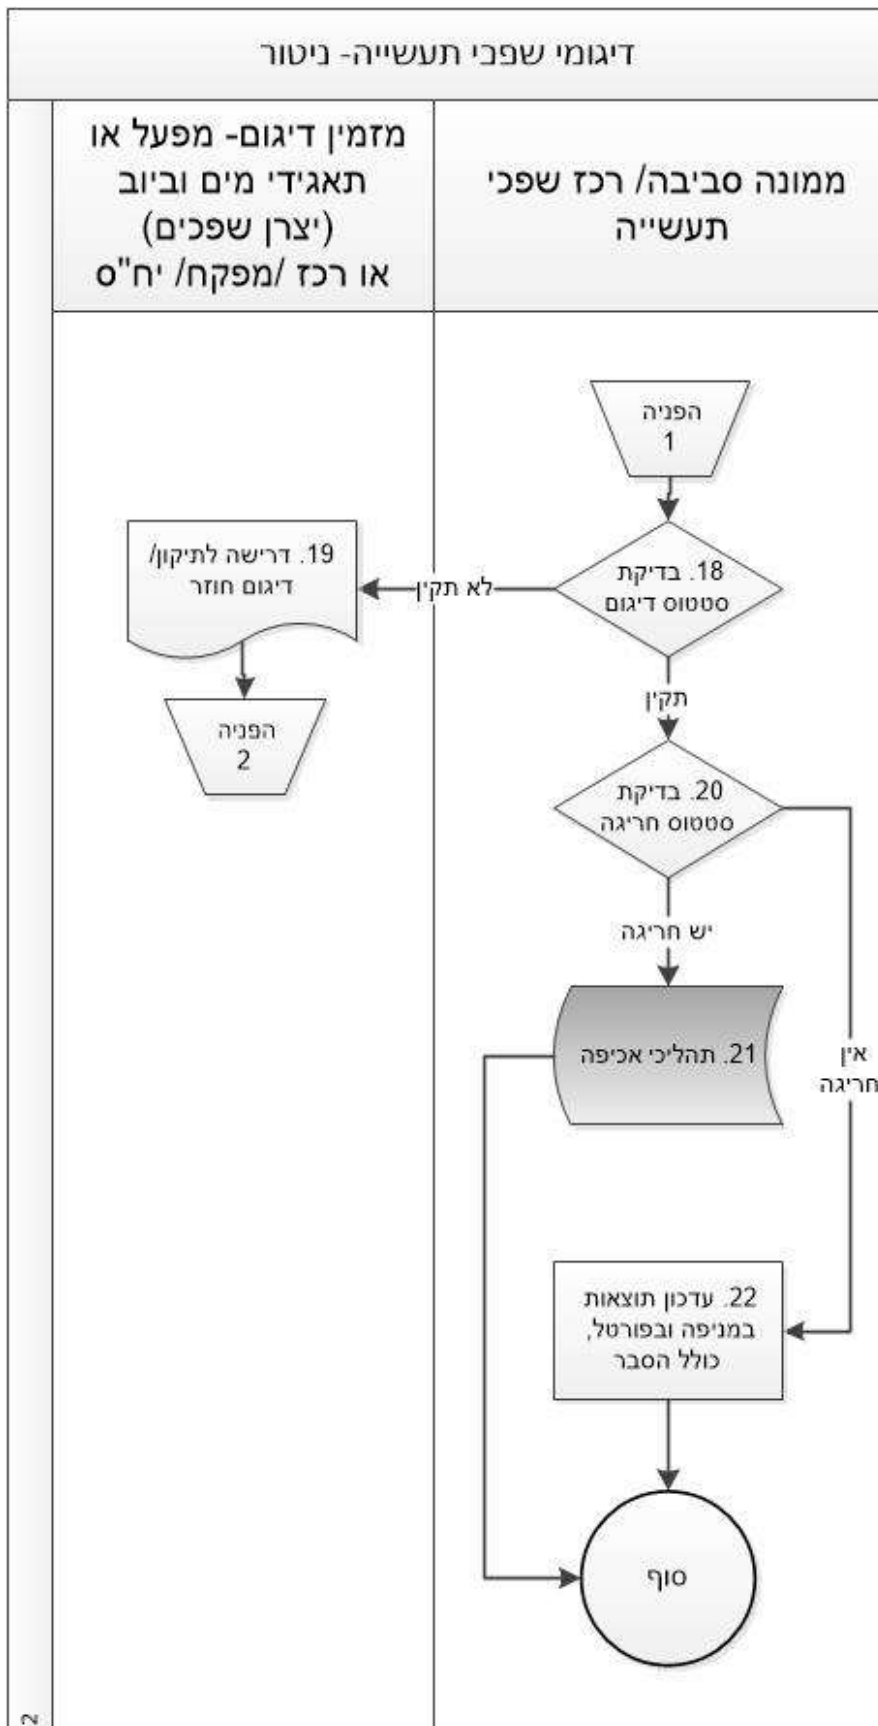 דיגומי שפכי תעשייה- ניטור
ממונה סביבה/ רכז שפכי
תעשייה
מזמין דיגום- מפעל או
תאגידי מים וביוב
(יצרן שפכים)
או רכז /מפקח/ יח"ס
הפניה
1
18. בדיקת
סטטוס דיגום
לא תקין
19. דרישה לתיקון/
דיגום חוזר
הפניה
2
תקין
20. בדיקת
סטטוס חריגה
יש חריגה
אין
חריגה
21. תהליכי אכיפה
22. עדכון תוצאות
במניפה ובפורטל,
כולל הסבר
סוף
2